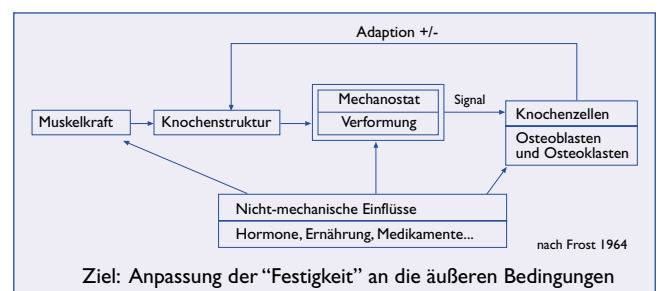 Adaption +/-
Muskelkraft
Knochenstruktur
Mechanostat
Verformung
Signal
Knochenzellen
Osteoblasten
und Osteoklasten
Nicht-mechanische Einflüsse
Hormone, Ernährung, Medikamente...
nach Frost 1964
Ziel: Anpassung der “Festigkeit” an die äußeren Bedingungen